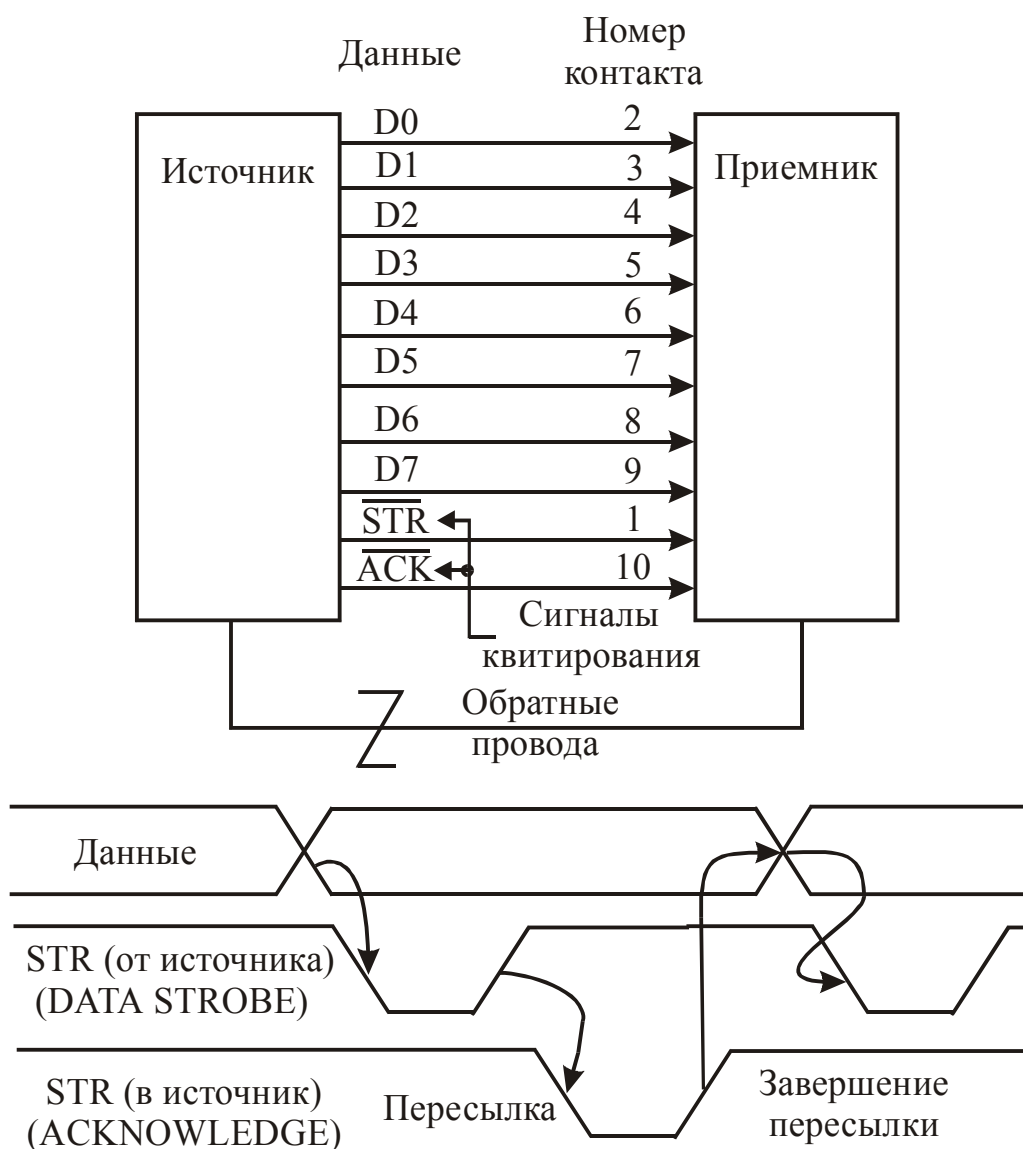 Данные
Номер
контакта
Источник
Приемник
D0 2
D1 3
D2 4
D3 5
D4 6
D5 7
D6 8
D7 9
STR 1
ACK 10
Сигналы
квитирования
Обратные
провода
Данные
STR (от источника)
(DATA STROBE)
STR (в источник)
(ACKNOWLEDGE)
Пересылка
Завершение
пересылки